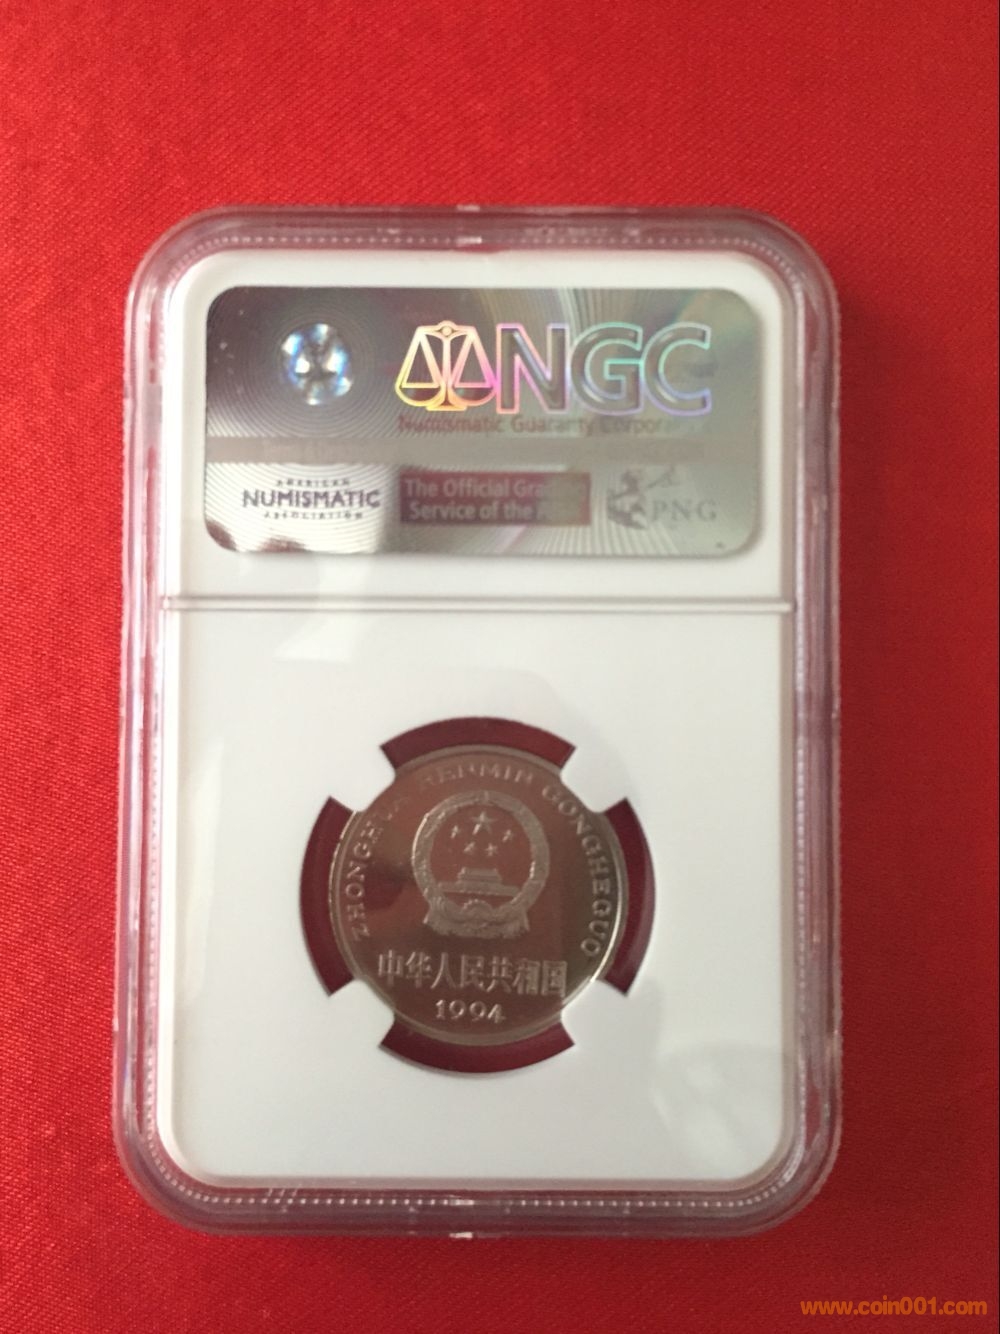 NGC
Numismatic Guaranty Corporation
AMERICAN
NUMISMATIC
ASSOCIATION
The Official Grading
Service of the
PNG
ZHONGHUA RENMIN GONGHEGUO
中华人民共和国
1994
www.coin001.com